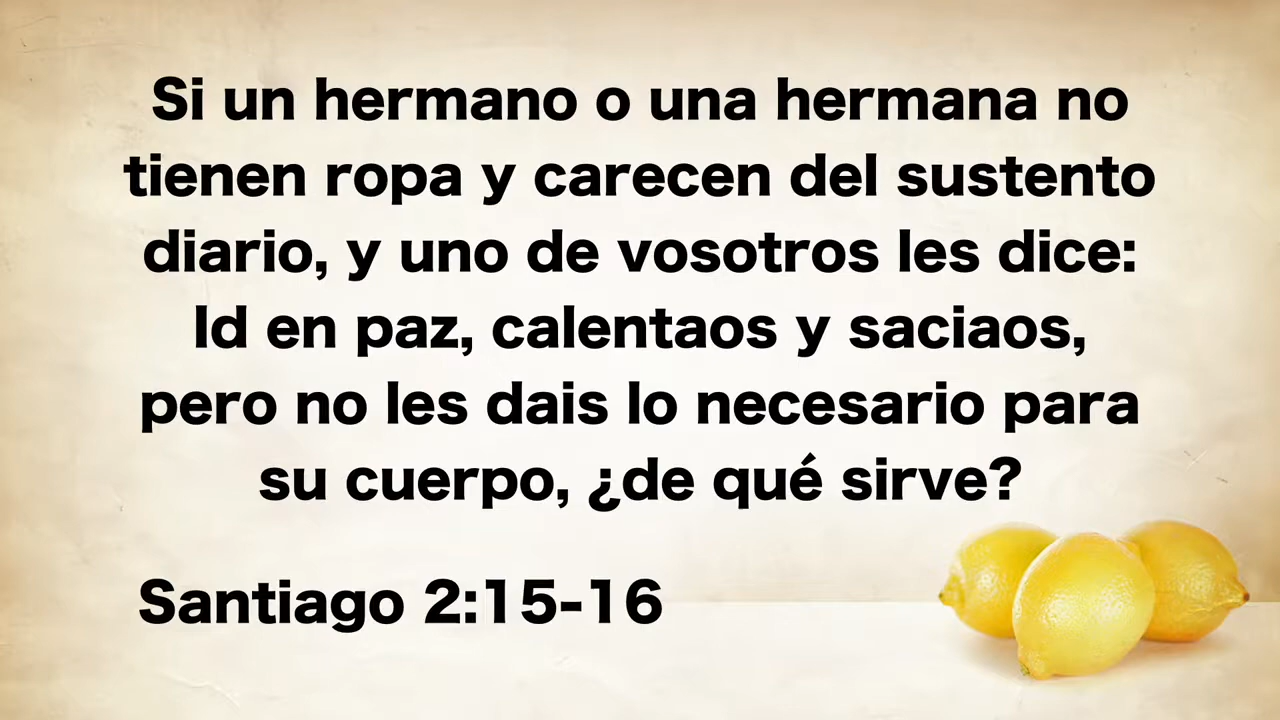 Si un hermano o una hermana no
tienen ropa y carecen del sustento
diario, y uno de vosotros les dice:
Id en paz, calentaos y saciaos,
pero no les dais lo necesario para
su cuerpo, ¿de qué sirve?
Santiago 2:15-16